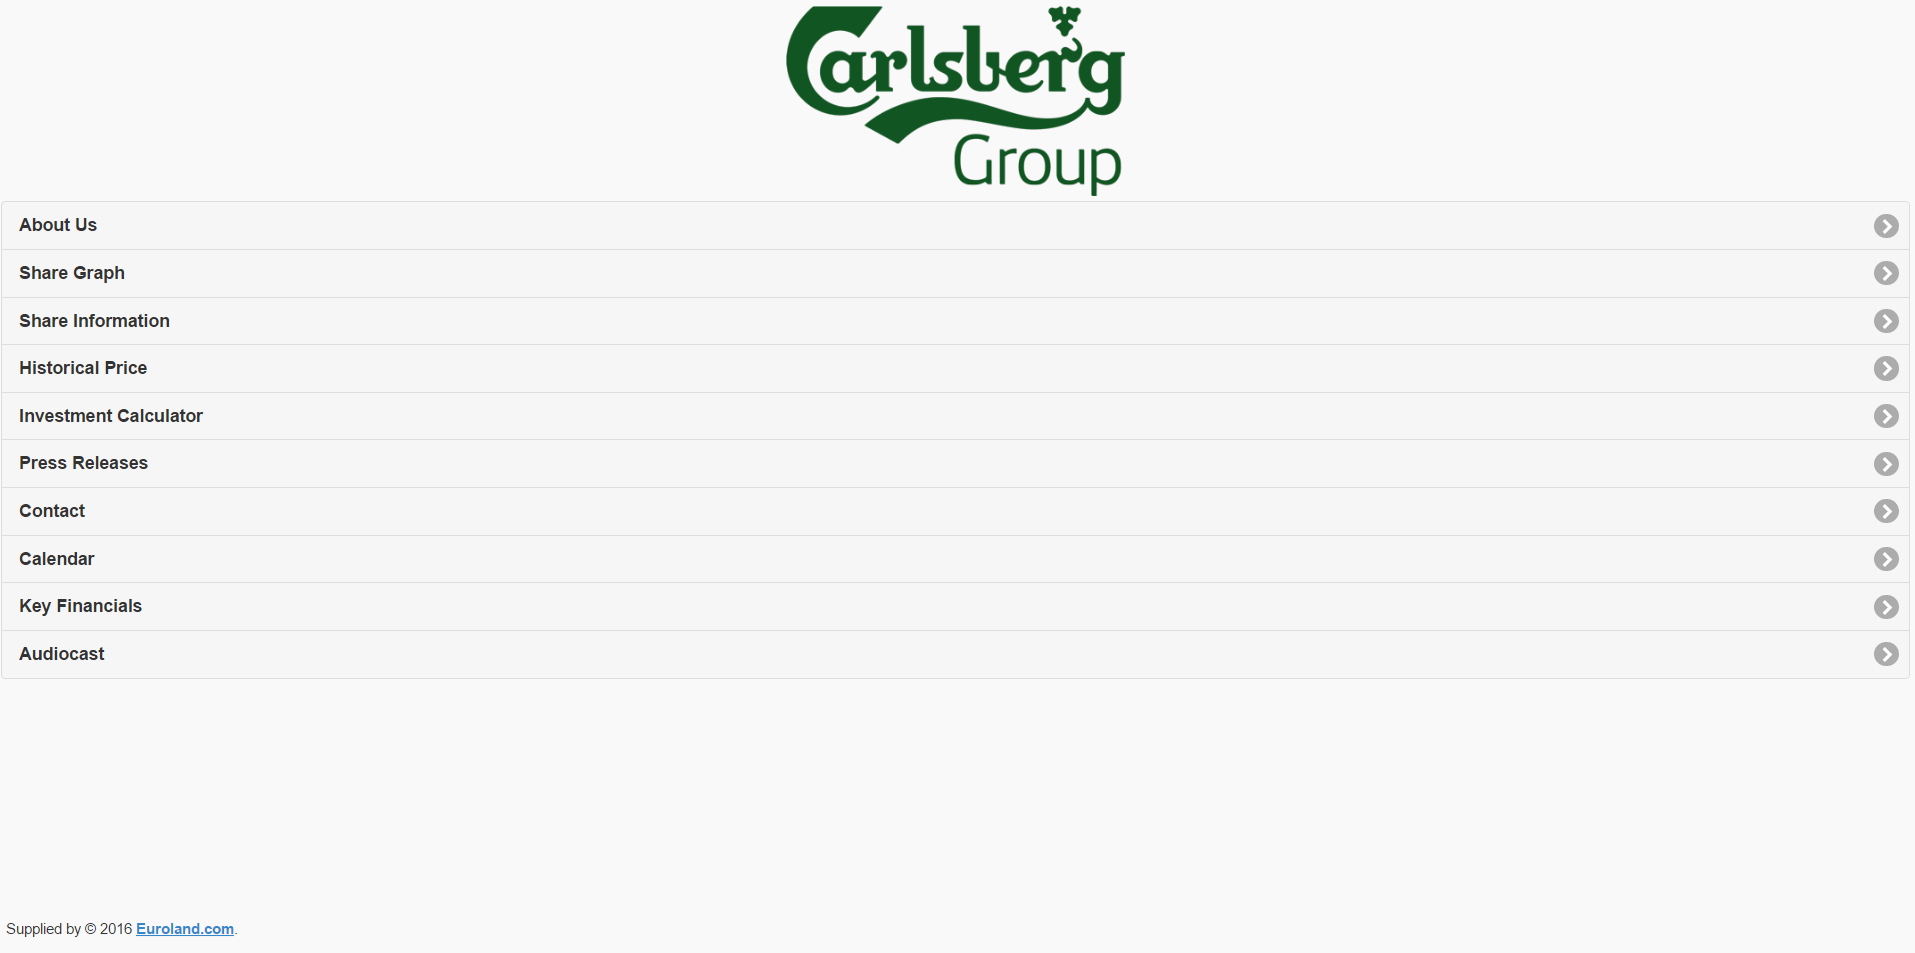 Carlsberg
Group
About Us
Share Graph
Share Information
Historical Price
Investment Calculator
Press Releases
Contact
Calendar
Key Financials
Audiocast
Supplied by © 2016 Euroland.com.